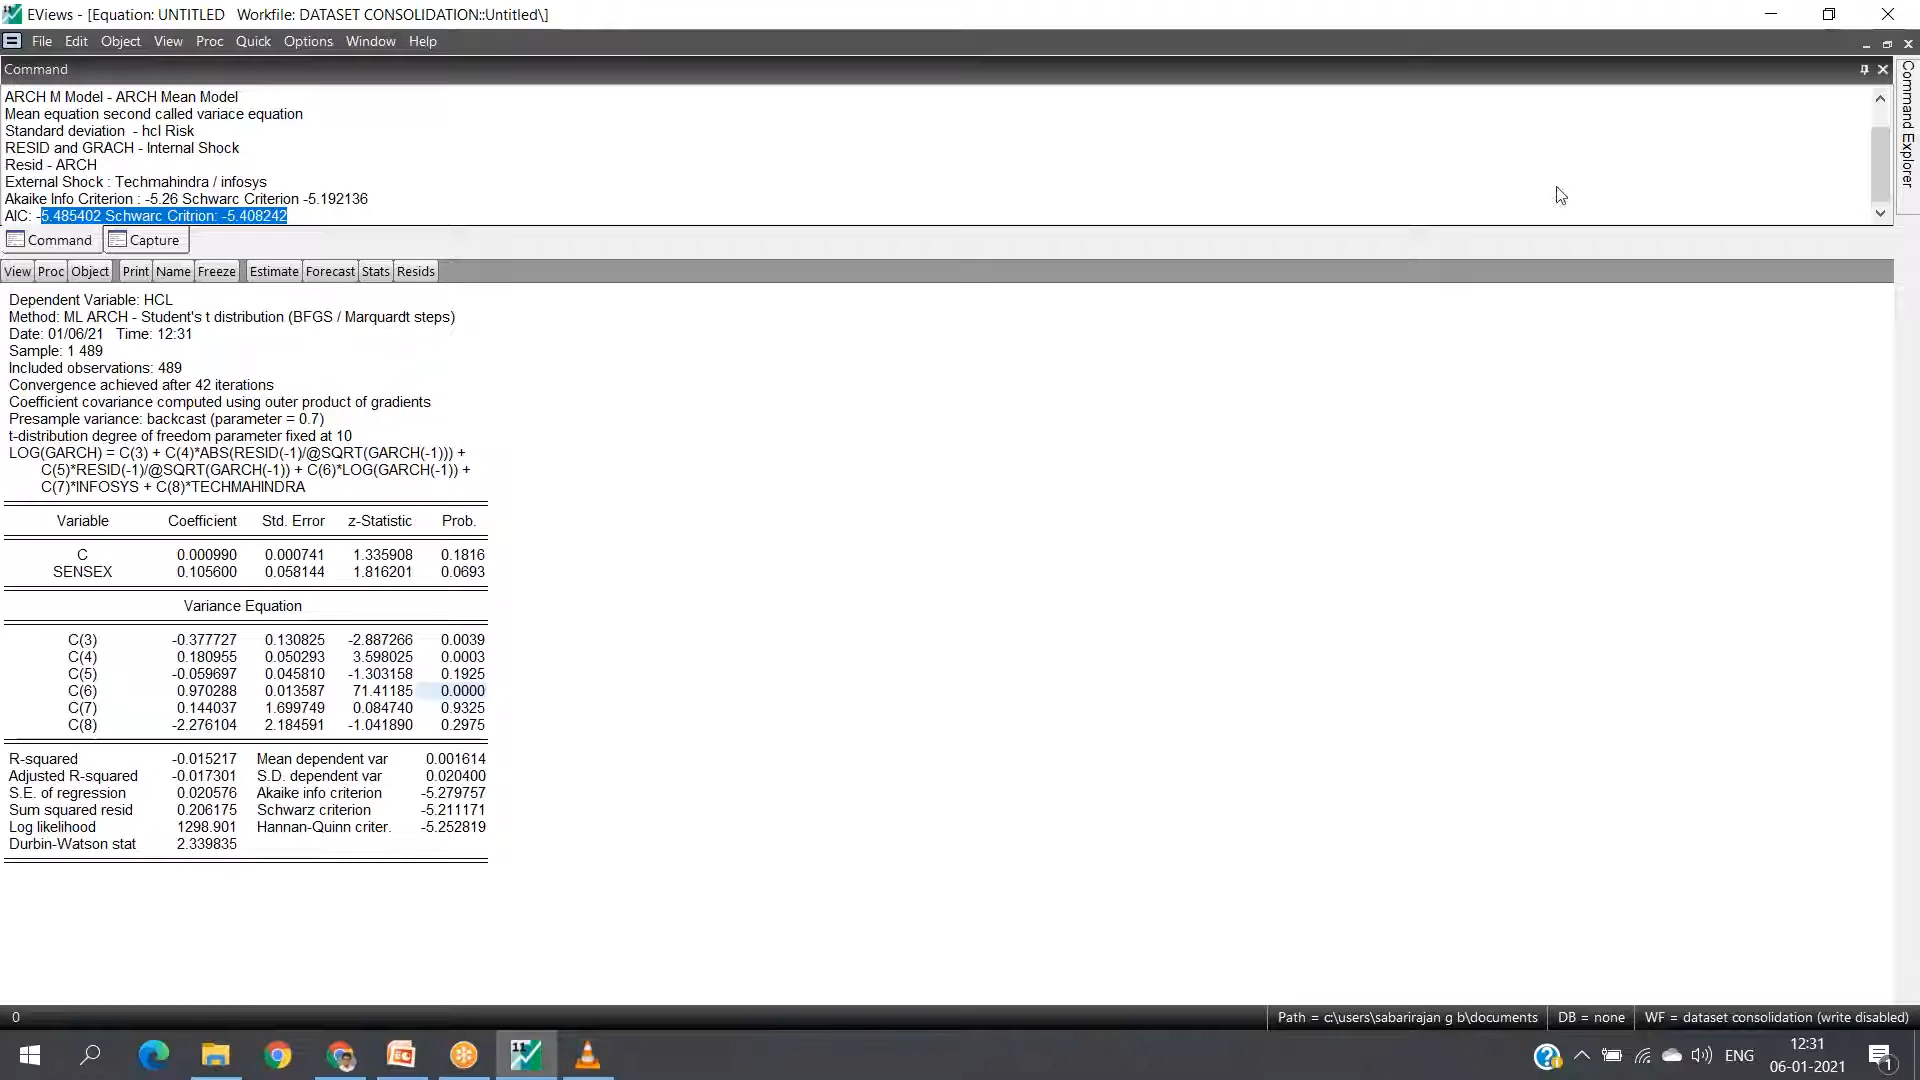 EViews - [Equation: UNTITLED   Workfile: DATASET CONSOLIDATION::Untitled\]
File Edit Object View Proc Quick Options Window Help
Command
ARCH M Model - ARCH Mean Model
Mean equation second called variace equation
Standard deviation  - hcl Risk
RESID and GRACH - Internal Shock
Resid - ARCH
External Shock : Techmahindra / infosys
Akaike Info Criterion : -5.26 Schwarc Criterion -5.192136
AIC: -5.485402 Schwarc Critrion: -5.408242
Command Explorer
Command Capture
View Proc Object Print Name Freeze Estimate Forecast Stats Resids
Dependent Variable: HCL
Method: ML ARCH - Student's t distribution (BFGS / Marquardt steps)
Date: 01/06/21   Time: 12:31
Sample: 1 489
Included observations: 489
Convergence achieved after 42 iterations
Coefficient covariance computed using outer product of gradients
Presample variance: backcast (parameter = 0.7)
t-distribution degree of freedom parameter fixed at 10
LOG(GARCH) = C(3) + C(4)*ABS(RESID(-1)/@SQRT(GARCH(-1))) +
C(5)*RESID(-1)/@SQRT(GARCH(-1)) + C(6)*LOG(GARCH(-1)) +
C(7)*INFOSYS + C(8)*TECHMAHINDRA
Variable Coefficient Std. Error z-Statistic Prob.
C 0.000990 0.000741 1.335908 0.1816
SENSEX 0.105600 0.058144 1.816201 0.0693
Variance Equation
C(3) -0.377727 0.130825 -2.887266 0.0039
C(4) 0.180955 0.050293 3.598025 0.0003
C(5) -0.059697 0.045810 -1.303158 0.1925
C(6) 0.970288 0.013587 71.41185 0.0000
C(7) 0.144037 1.699749 0.084740 0.9325
C(8) -2.276104 2.184591 -1.041890 0.2975
R-squared -0.015217 Mean dependent var 0.001614
Adjusted R-squared -0.017301 S.D. dependent var 0.020400
S.E. of regression 0.020576 Akaike info criterion -5.279757
Sum squared resid 0.206175 Schwarz criterion -5.211171
Log likelihood 1298.901 Hannan-Quinn criter. -5.252819
Durbin-Watson stat 2.339835
0 Path = c:\users\sabarirajan g b\documents DB = none WF = dataset consolidation (write disabled)
11
ENG
12:31
06-01-2021
1